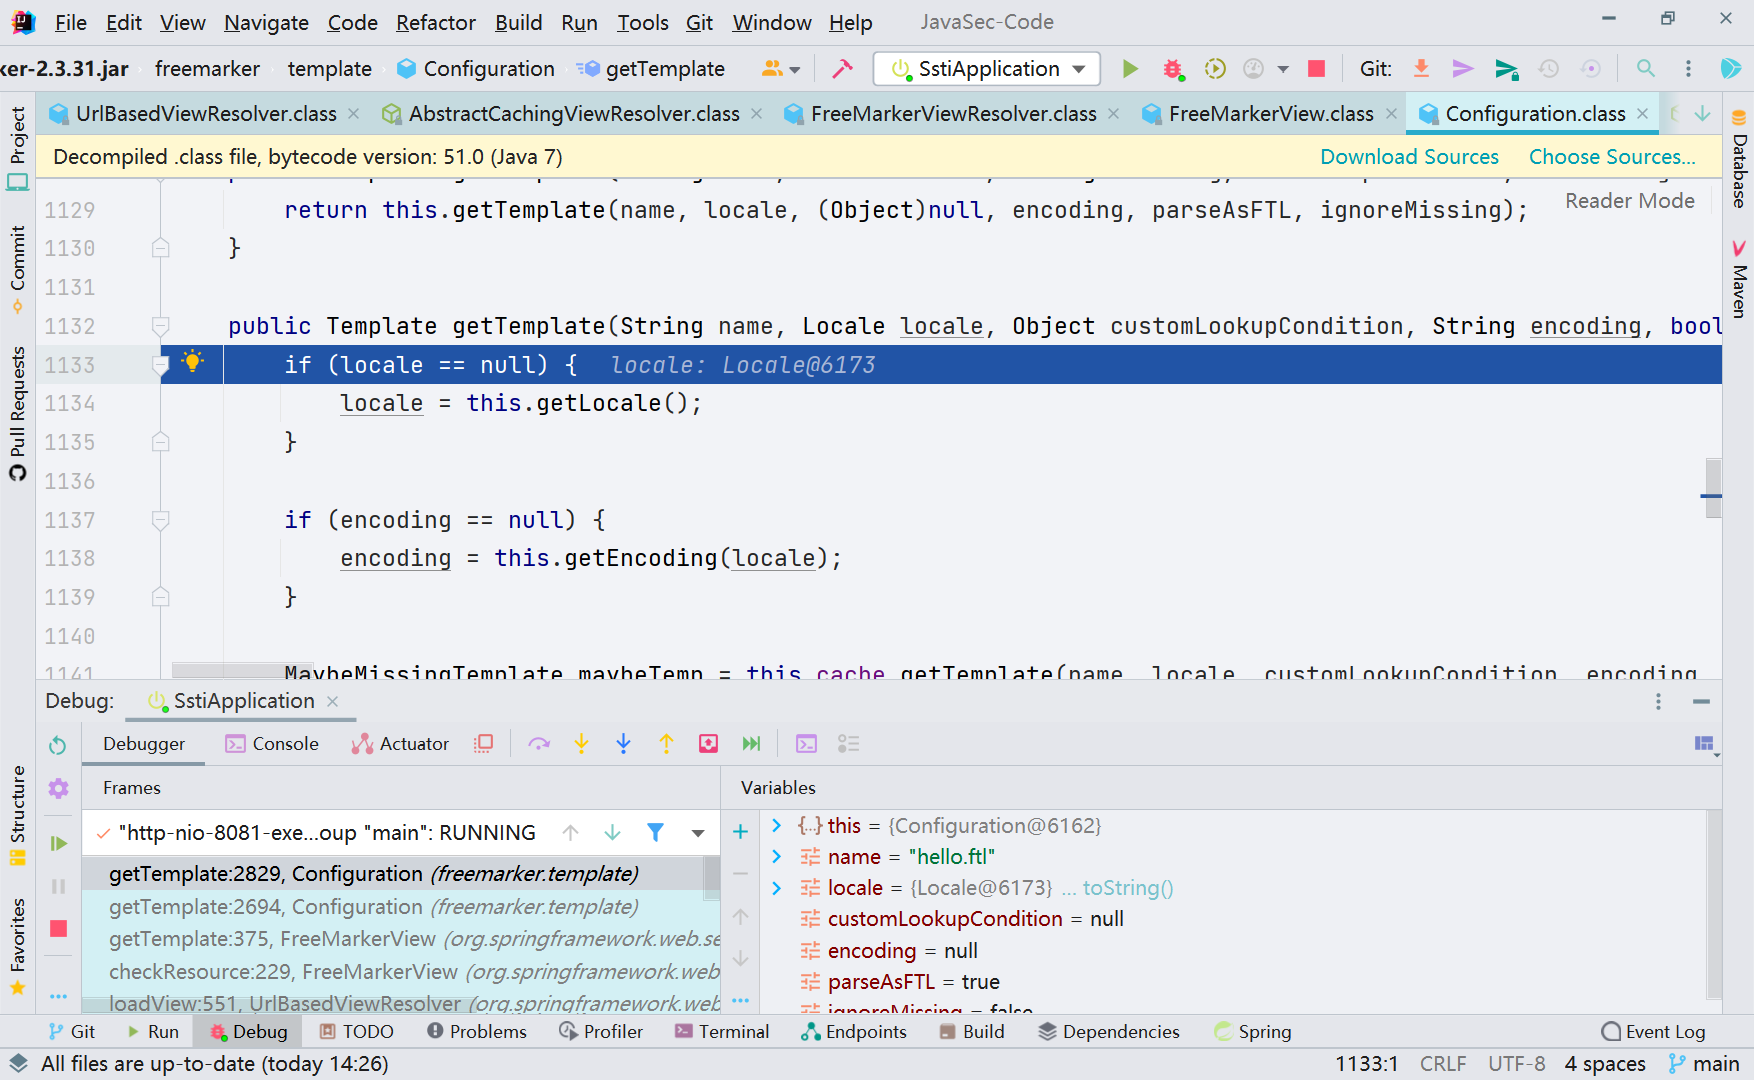 File Edit View Navigate Code Refactor Build Run Tools Git Window Help JavaSec-Code
ker-2.3.31.jar freemarker template Configuration getTemplate SstiApplication Git:
UrlBasedViewResolver.class AbstractCachingViewResolver.class FreeMarkerViewResolver.class FreeMarkerView.class Configuration.class
Decompiled .class file, bytecode version: 51.0 (Java 7) Download Sources Choose Sources...
Reader Mode
1129 return this.getTemplate(name, locale, (Object)null, encoding, parseAsFTL, ignoreMissing);
1130 }
1131
1132 public Template getTemplate(String name, Locale locale, Object customLookupCondition, String encoding, bool
1133 if (locale == null) { locale: Locale@6173
1134 locale = this.getLocale();
1135 }
1136
1137 if (encoding == null) {
1138 encoding = this.getEncoding(locale);
1139 }
1140
1141 MaybeMissingTemplate maybeTemp = this.cache.getTemplate(name, locale, customLookupCondition, encoding
Project
Commit
Pull Requests
Structure
Favorites
Database
Maven
Debug: SstiApplication
Debugger Console Actuator
Frames
"http-nio-8081-exe...oup "main": RUNNING
getTemplate:2829, Configuration (freemarker.template)
getTemplate:2694, Configuration (freemarker.template)
getTemplate:375, FreeMarkerView (org.springframework.web.se
checkResource:229, FreeMarkerView (org.springframework.web
loadView:551, UrlBasedViewResolver (org.springframework.web
Variables
this = {Configuration@6162}
name = "hello.ftl"
locale = {Locale@6173} ... toString()
customLookupCondition = null
encoding = null
parseAsFTL = true
ignoreMissing = false
Git Run Debug TODO Problems Profiler Terminal Endpoints Build Dependencies Spring Event Log
All files are up-to-date (today 14:26) 1133:1 CRLF UTF-8 4 spaces main